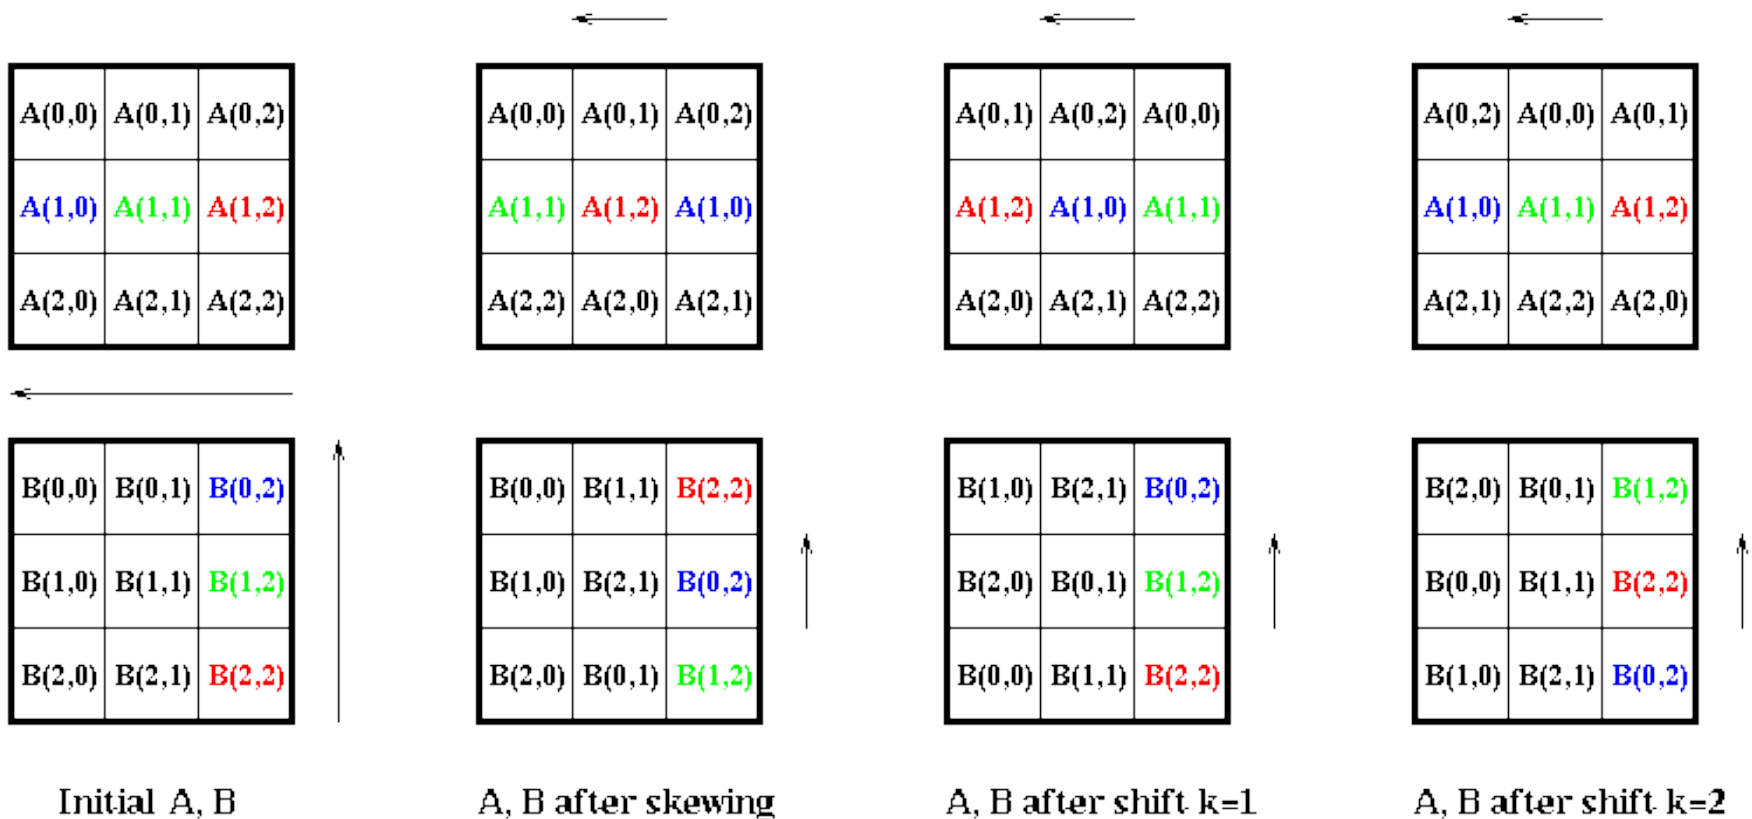 A(0,0) A(0,1) A(0,2)
A(1,0) A(1,1) A(1,2)
A(2,0) A(2,1) A(2,2)
B(0,0) B(0,1) B(0,2)
B(1,0) B(1,1) B(1,2)
B(2,0) B(2,1) B(2,2)
Initial A, B
A(0,0) A(0,1) A(0,2)
A(1,1) A(1,2) A(1,0)
A(2,2) A(2,0) A(2,1)
B(0,0) B(1,1) B(2,2)
B(1,0) B(2,1) B(0,2)
B(2,0) B(0,1) B(1,2)
A, B after skewing
A(0,1) A(0,2) A(0,0)
A(1,2) A(1,0) A(1,1)
A(2,0) A(2,1) A(2,2)
B(1,0) B(2,1) B(0,2)
B(2,0) B(0,1) B(1,2)
B(0,0) B(1,1) B(2,2)
A, B after shift k=1
A(0,2) A(0,0) A(0,1)
A(1,0) A(1,1) A(1,2)
A(2,1) A(2,2) A(2,0)
B(2,0) B(0,1) B(1,2)
B(0,0) B(1,1) B(2,2)
B(1,0) B(2,1) B(0,2)
A, B after shift k=2